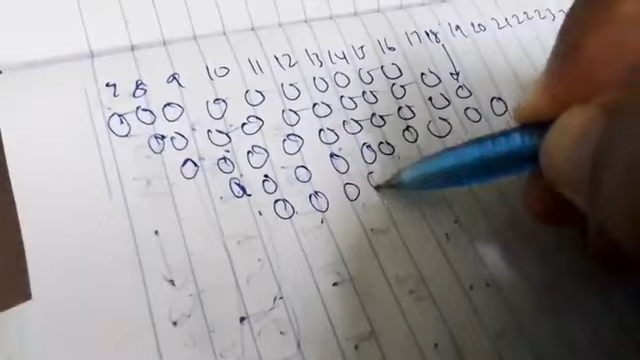 7 8 9 10 11 12 13 14 15 16 17 18 19 20 21 22 23
O O O O O O O O O O O O
O O O O O O O O O O O O
O O O O O O O O O
O O O O O
O O O O